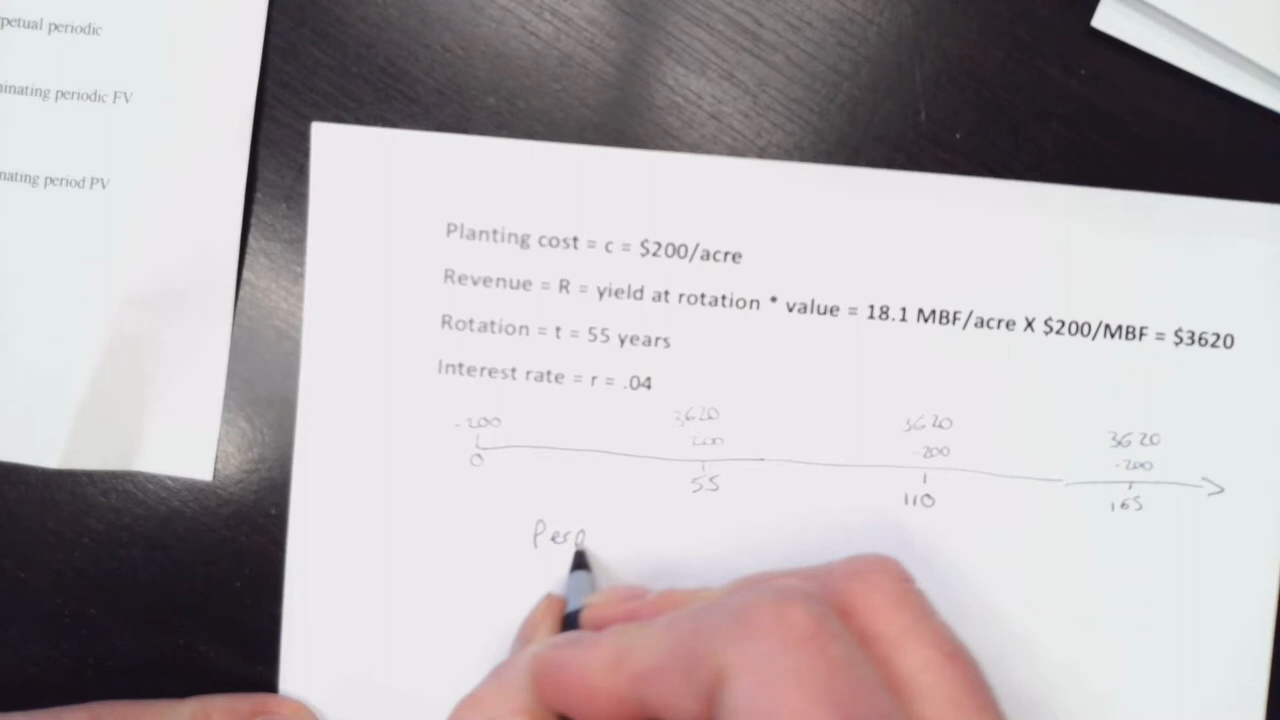 petual periodic
ninating periodic FV
nating period PV
Planting cost = c = $200/acre
Revenue = R = yield at rotation * value = 18.1 MBF/acre X $200/MBF = $3620
Rotation = t = 55 years
Interest rate = r = .04
-200 3620 3620 3620
200 -200 -200
0 55 110 165
Perp